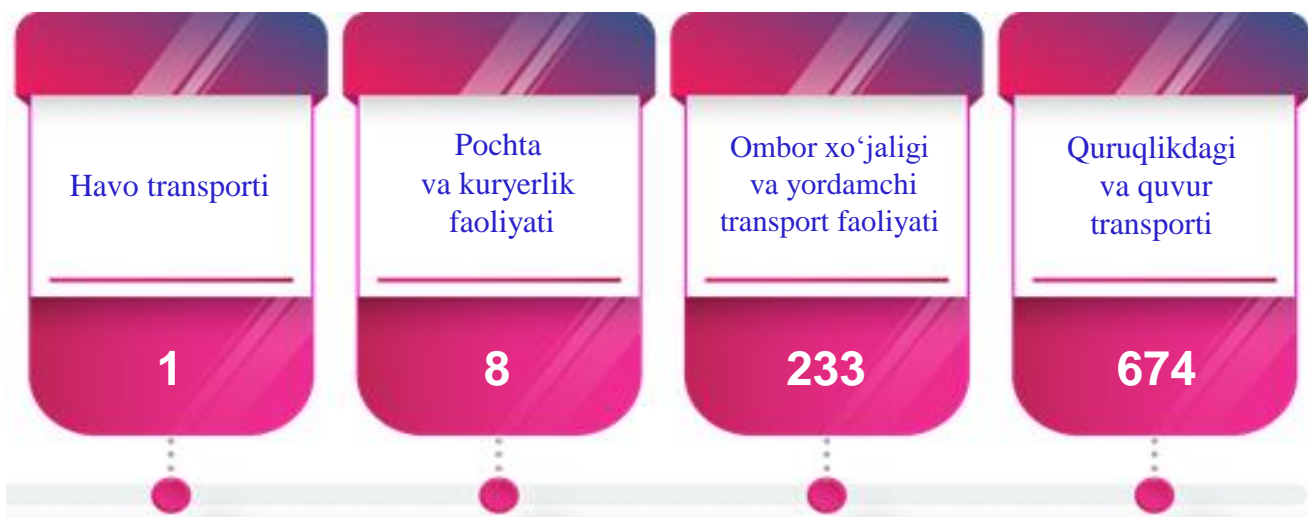 Havo transporti
1
Pochta
va kuryerlik
faoliyati
8
Ombor xo‘jaligi
va yordamchi
transport faoliyati
233
Quruqlikdagi
va quvur
transporti
674